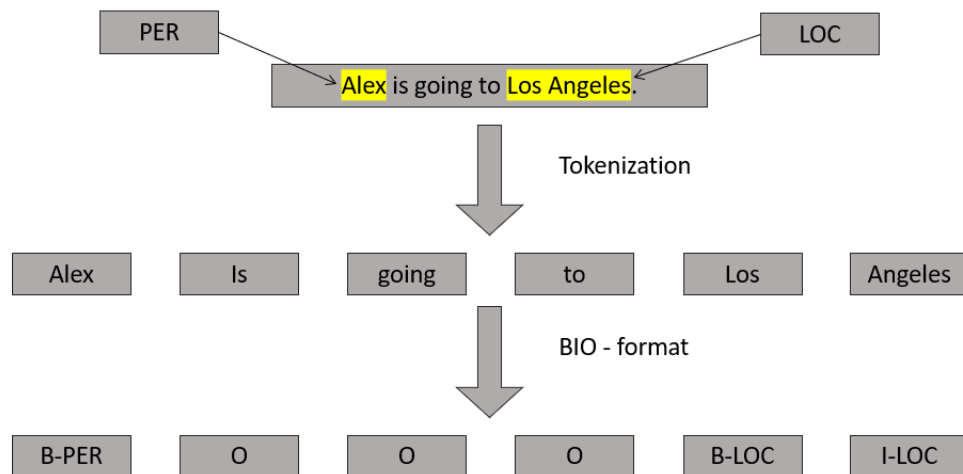 PER
LOC
Alex is going to Los Angeles.
Tokenization
Alex Is going to Los Angeles
BIO - format
B-PER O O O B-LOC I-LOC